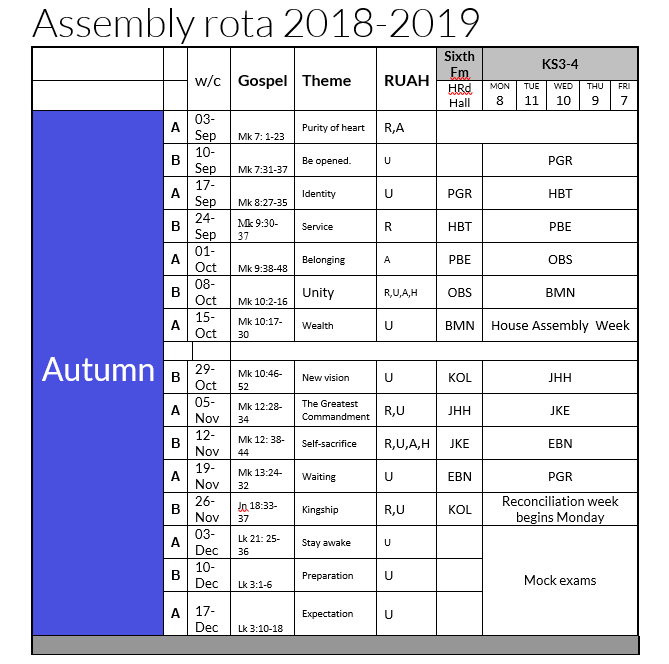 Assembly rota 2018-2019
w/c Gospel Theme RUAH Sixth Fm KS3-4
HRd Hall MON 8 TUE 11 WED 10 THU 9 FRI 7
Autumn
A 03-Sep Mk 7: 1-23 Purity of heart R,A
B 10-Sep Mk 7:31-37 Be opened. U PGR
A 17-Sep Mk 8:27-35 Identity U PGR HBT
B 24-Sep Mk 9:30-37 Service R HBT PBE
A 01-Oct Mk 9:38-48 Belonging A PBE OBS
B 08-Oct Mk 10:2-16 Unity R,U,A,H OBS BMN
A 15-Oct Mk 10:17-30 Wealth U BMN House Assembly Week
B 29-Oct Mk 10:46-52 New vision U KOL JHH
A 05-Nov Mk 12:28-34 The Greatest Commandment R,U JHH JKE
B 12-Nov Mk 12: 38-44 Self-sacrifice R,U,A,H JKE EBN
A 19-Nov Mk 13:24-32 Waiting U EBN PGR
B 26-Nov Jn 18:33-37 Kingship R,U KOL Reconciliation week begins Monday
A 03-Dec Lk 21: 25-36 Stay awake U
B 10-Dec Lk 3:1-6 Preparation U Mock exams
A 17-Dec Lk 3:10-18 Expectation U